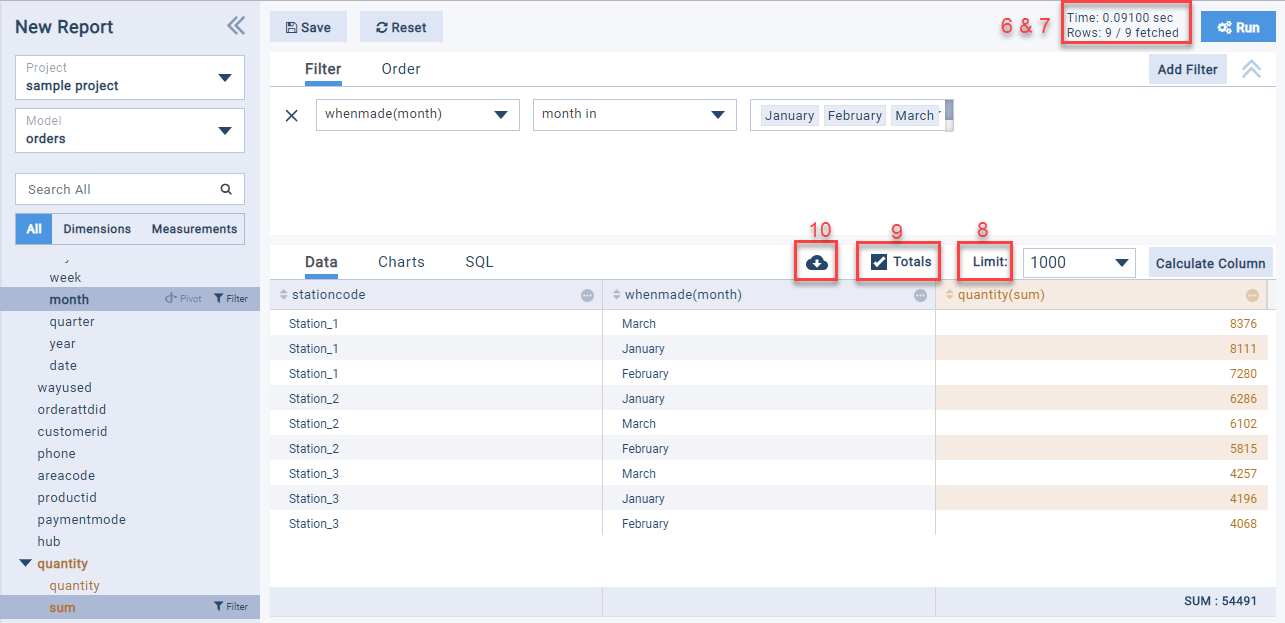 New Report
Save
Reset
6 & 7
Time: 0.09100 sec
Rows: 9 / 9 fetched
Run
Project
sample project
Model
orders
Search All
All Dimensions Measurements
week
month Pivot Filter
quarter
year
date
wayused
orderattdid
customerid
phone
areacode
productid
paymentmode
hub
quantity
quantity
sum Filter
Filter Order Add Filter
whenmade(month) month in January February March
10 9 8
Data Charts SQL Totals Limit: 1000 Calculate Column
stationcode whenmade(month) quantity(sum)
Station_1 March 8376
Station_1 January 8111
Station_1 February 7280
Station_2 January 6286
Station_2 March 6102
Station_2 February 5815
Station_3 March 4257
Station_3 January 4196
Station_3 February 4068
SUM : 54491